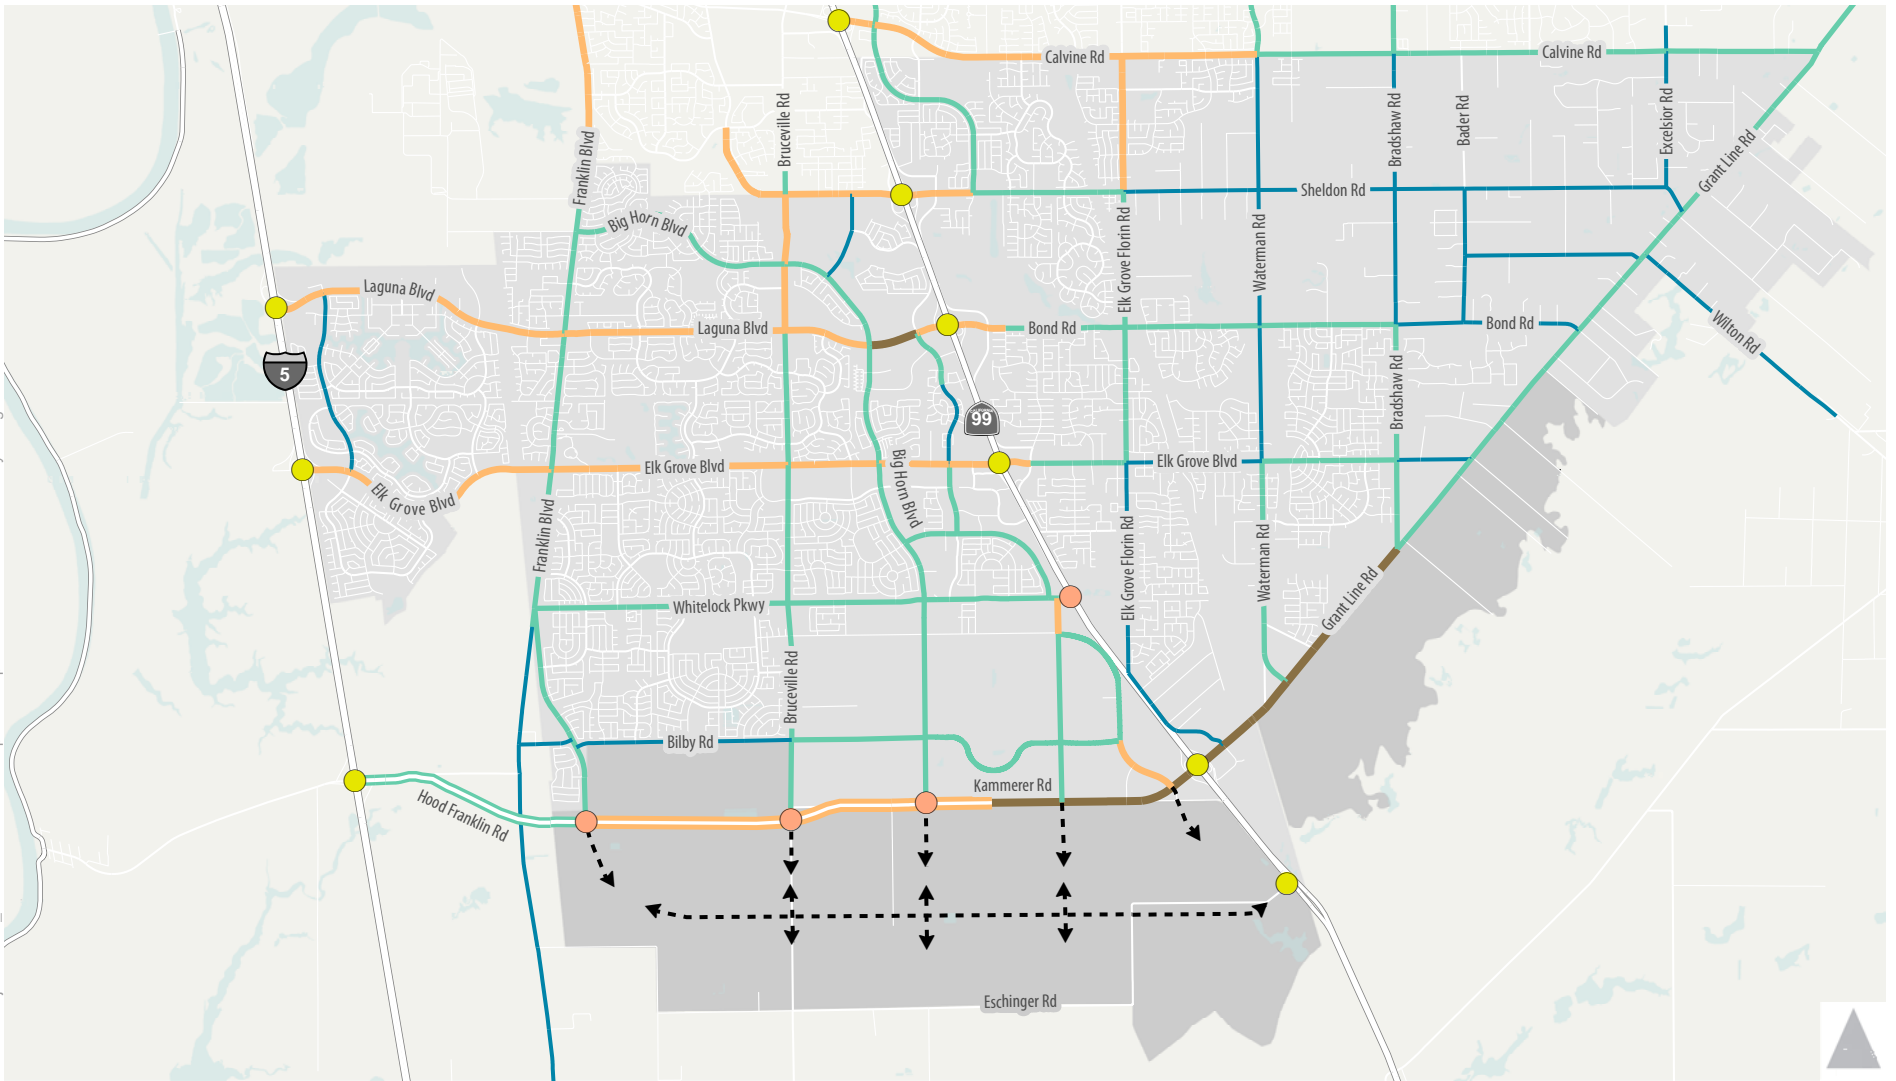 Calvine Rd
Calvine Rd
Bruceville Rd
Franklin Blvd
Bradshaw Rd
Bader Rd
Excelsior Rd
Grant Line Rd
Sheldon Rd
Big Horn Blvd
Elk Grove Florin Rd
Waterman Rd
Laguna Blvd
Laguna Blvd
Bond Rd
Bond Rd
Wilton Rd
5
Bradshaw Rd
CALIFORNIA
99
Elk Grove Blvd
Elk Grove Blvd
Elk Grove Blvd
Big Horn Blvd
Franklin Blvd
Elk Grove Florin Rd
Waterman Rd
Grant Line Rd
Whitelock Pkwy
Bruceville Rd
Bilby Rd
Kammerer Rd
Hood Franklin Rd
Eschinger Rd